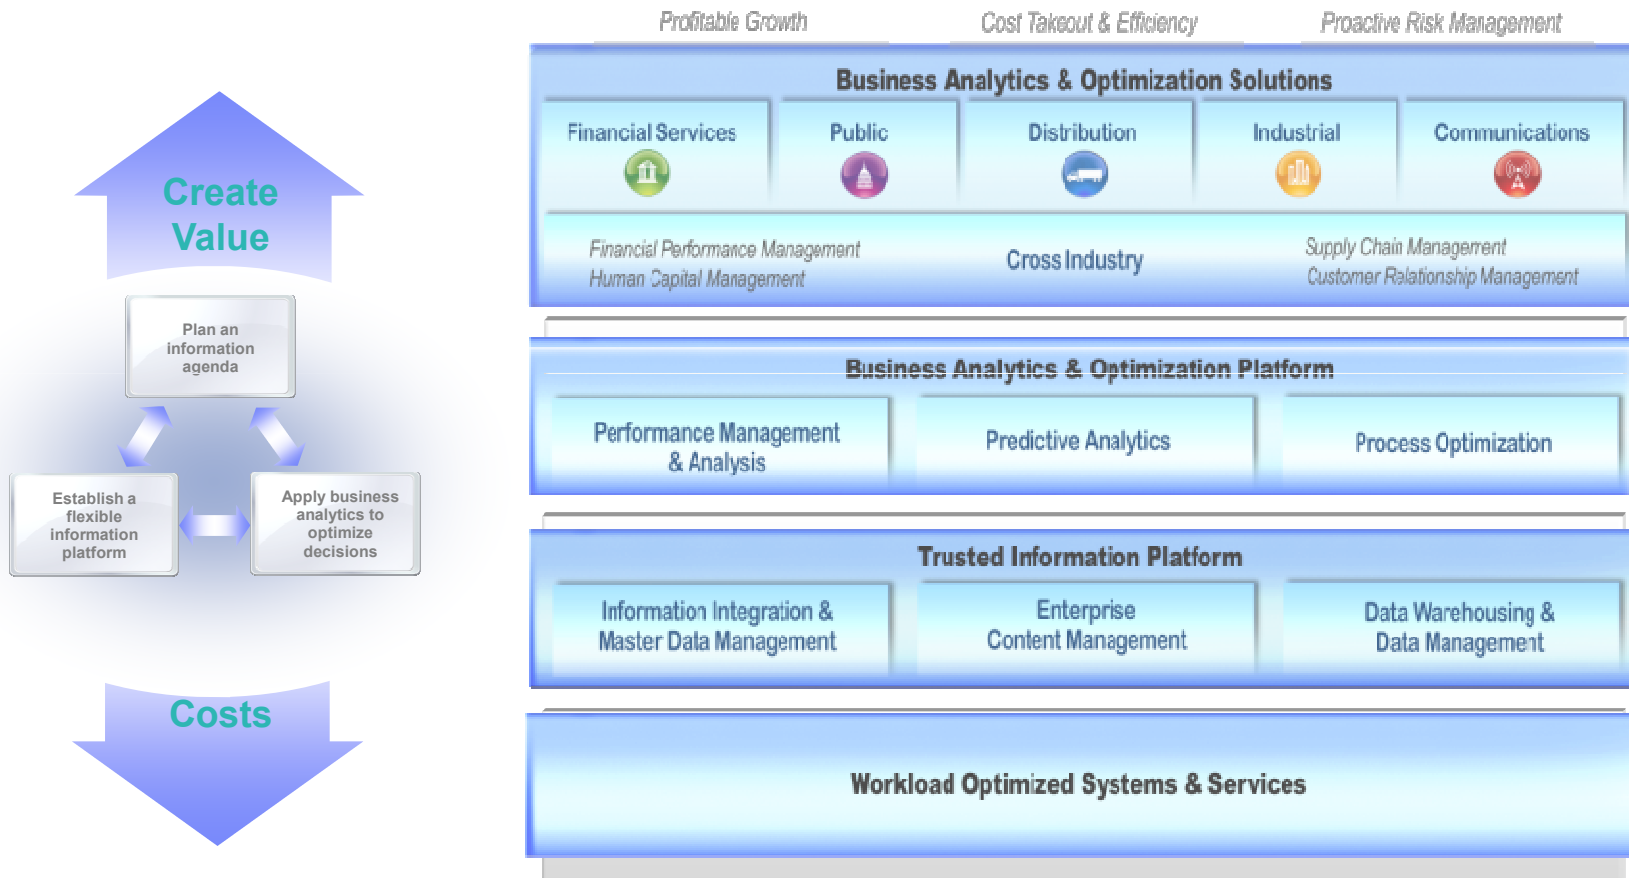 Profitable Growth
Cost Takeout & Efficiency
Proactive Risk Management
Business Analytics & Optimization Solutions
Financial Services
Public
Distribution
Industrial
Communications
Financial Performance Management
Human Capital Management
Cross Industry
Supply Chain Management
Customer Relationship Management
Business Analytics & Optimization Platform
Performance Management
& Analysis
Predictive Analytics
Process Optimization
Trusted Information Platform
Information Integration &
Master Data Management
Enterprise
Content Management
Data Warehousing &
Data Management
Workload Optimized Systems & Services
Create
Value
Plan an
information
agenda
Establish a
flexible
information
platform
Apply business
analytics to
optimize
decisions
Costs